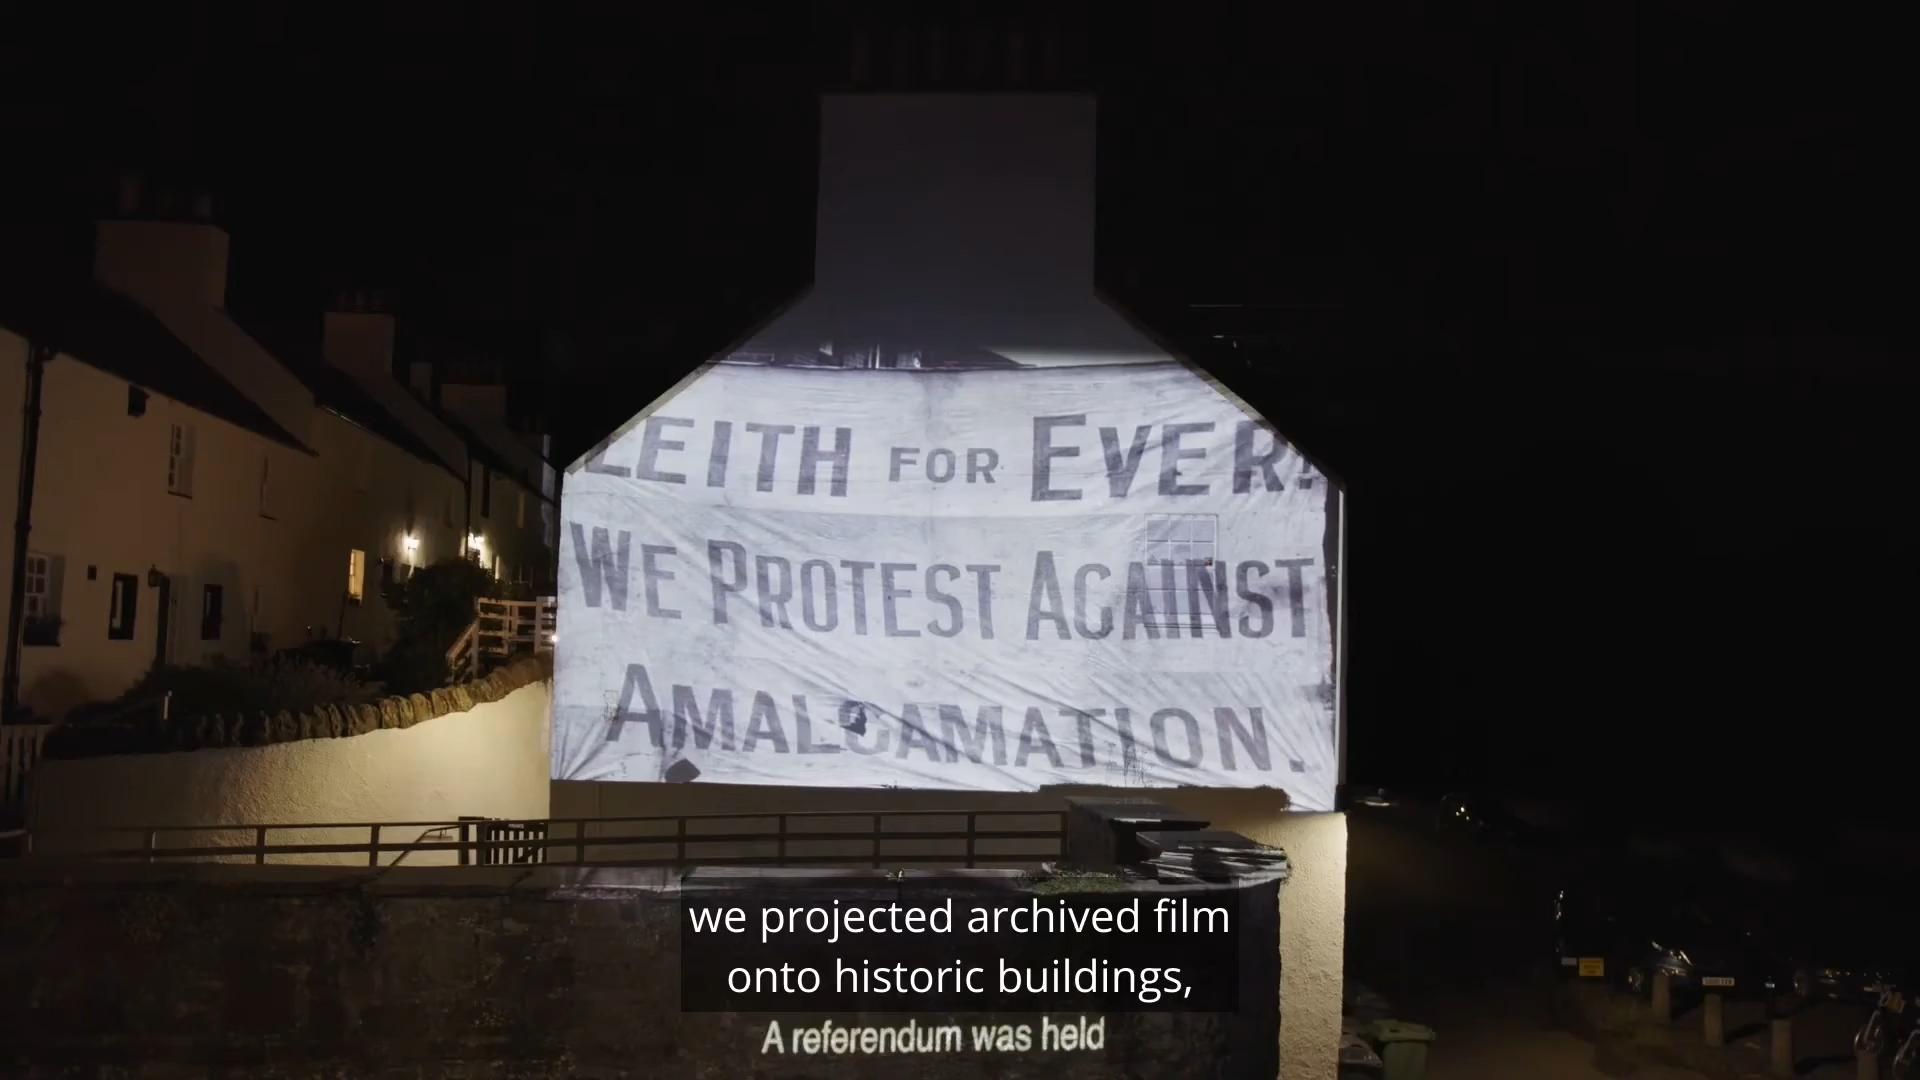 LEITH FOR EVER!
WE PROTEST AGAINST
AMALGAMATION.
we projected archived film
onto historic buildings,
A referendum was held